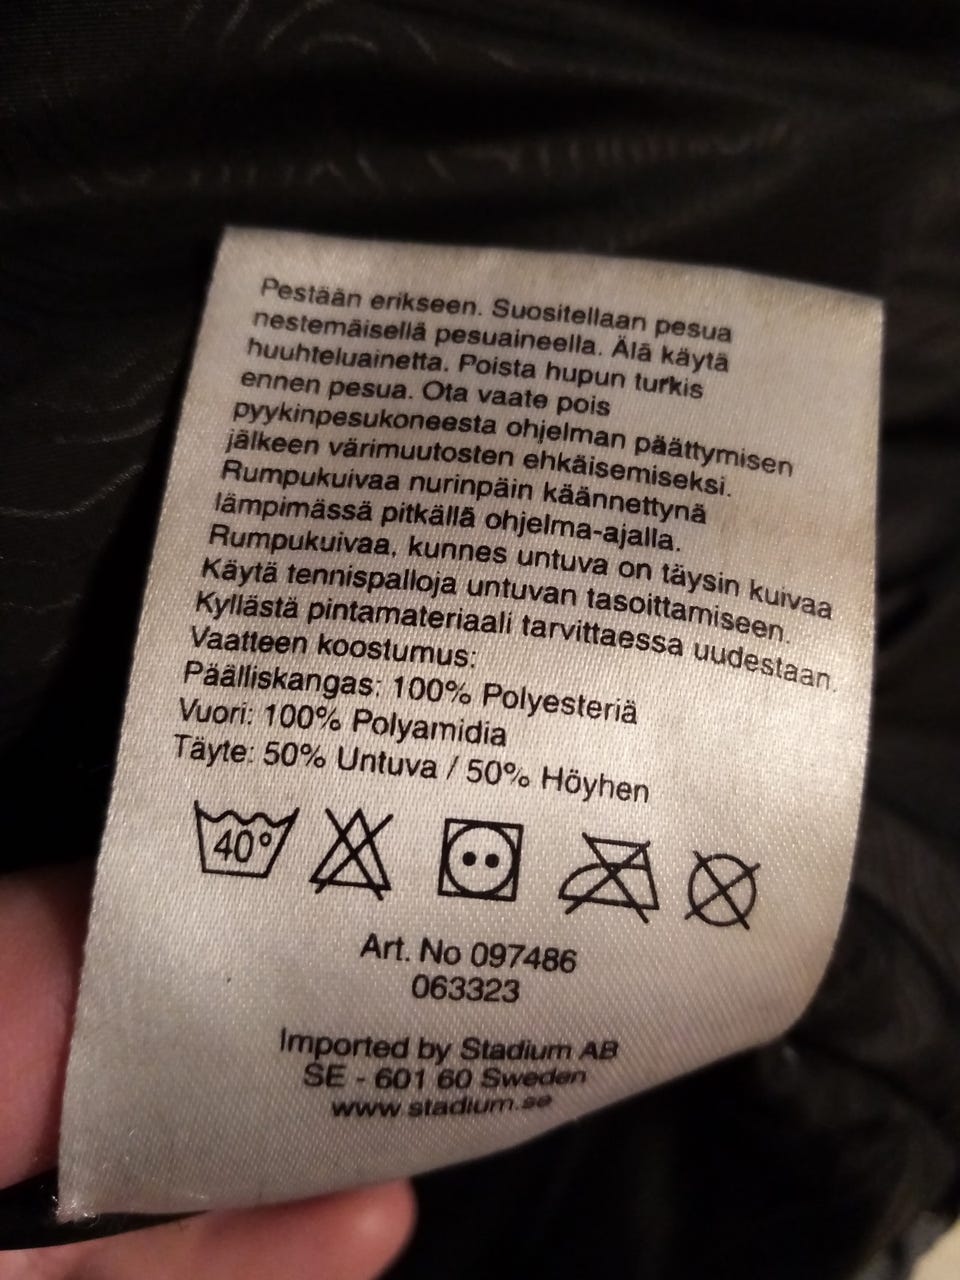 Pestään erikseen. Suositellaan pesua
nestemäisellä pesuaineella. Älä käytä
huuhteluainetta. Poista hupun turkis
ennen pesua. Ota vaate pois
pyykinpesukoneesta ohjelman päättymisen
jälkeen värimuutosten ehkäisemiseksi.
Rumpukuivaa nurinpäin käännettynä
lämpimässä pitkällä ohjelma-ajalla.
Rumpukuivaa, kunnes untuva on täysin kuivaa
Käytä tennispalloja untuvan tasoittamiseen.
Kyllästä pintamateriaali tarvittaessa uudestaan.
Vaatteen koostumus:
Päälliskangas: 100% Polyesteriä
Vuori: 100% Polyamidia
Täyte: 50% Untuva / 50% Höyhen
40°
Art. No 097486
063323
Imported by Stadium AB
SE - 601 60 Sweden
www.stadium.se